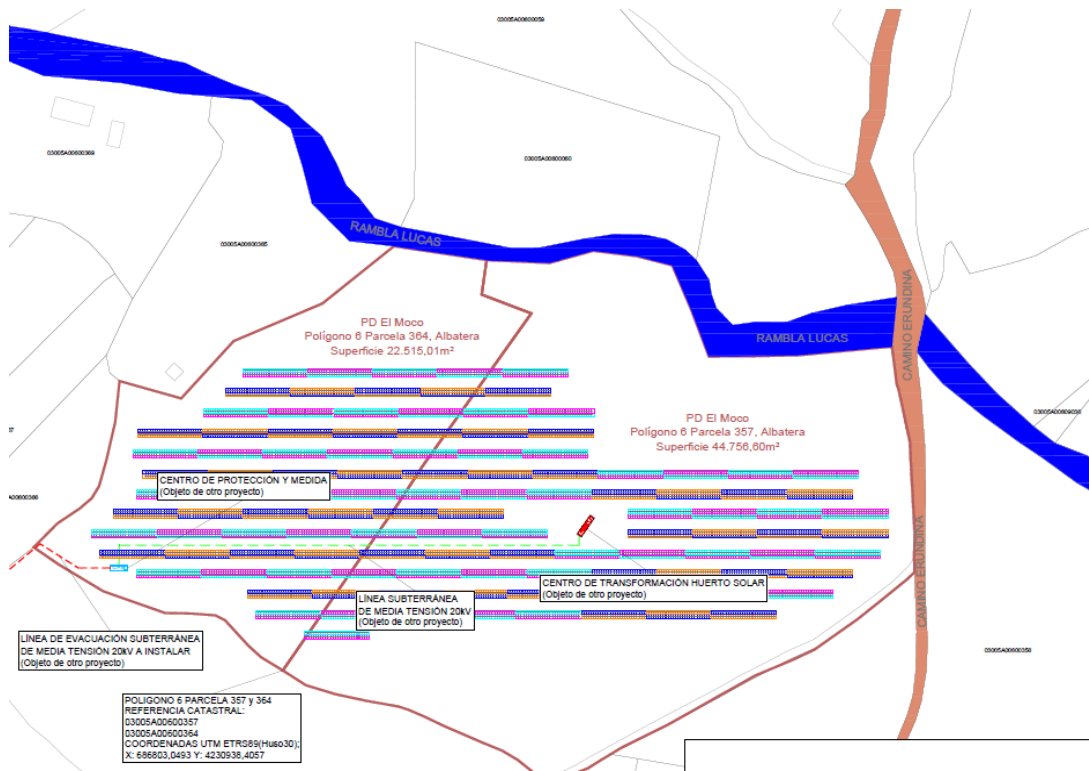 03005A00600059
03005A00600369
03005A00600060
03005A00600365
RAMBLA LUCAS
CAMINO ERUNDINA
PD El Moco
Polígono 6 Parcela 364, Albatera
Superficie 22.515,01m²
RAMBLA LUCAS
PD El Moco
Polígono 6 Parcela 357, Albatera
Superficie 44.756,60m²
CENTRO DE PROTECCIÓN Y MEDIDA
(Objeto de otro proyecto)
CENTRO DE TRANSFORMACIÓN HUERTO SOLAR
(Objeto de otro proyecto)
LÍNEA SUBTERRÁNEA
DE MEDIA TENSIÓN 20kV
(Objeto de otro proyecto)
CAMINO ERUNDINA
LÍNEA DE EVACUACIÓN SUBTERRÁNEA
DE MEDIA TENSIÓN 20kV A INSTALAR
(Objeto de otro proyecto)
03005A00600358
POLIGONO 6 PARCELA 357 y 364
REFERENCIA CATASTRAL:
03005A00600357
03005A00600364
COORDENADAS UTM ETRS89(Huso30);
X: 686803,0493 Y: 4230938,4057